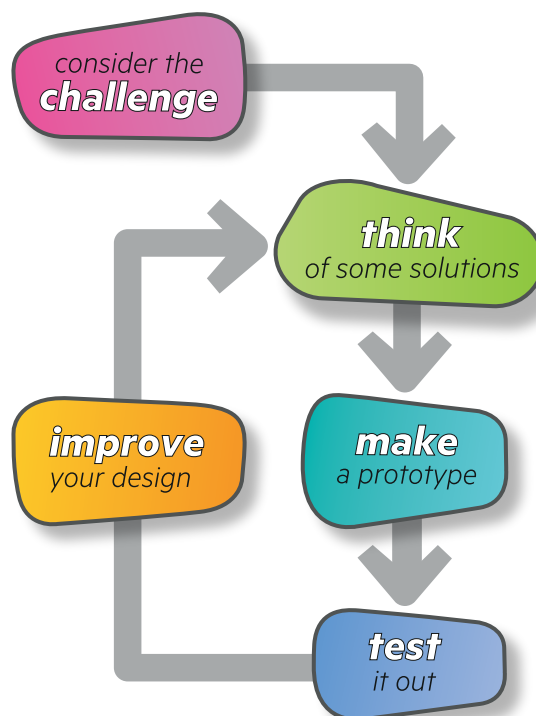 consider the
challenge
think
of some solutions
make
a prototype
test
it out
improve
your design